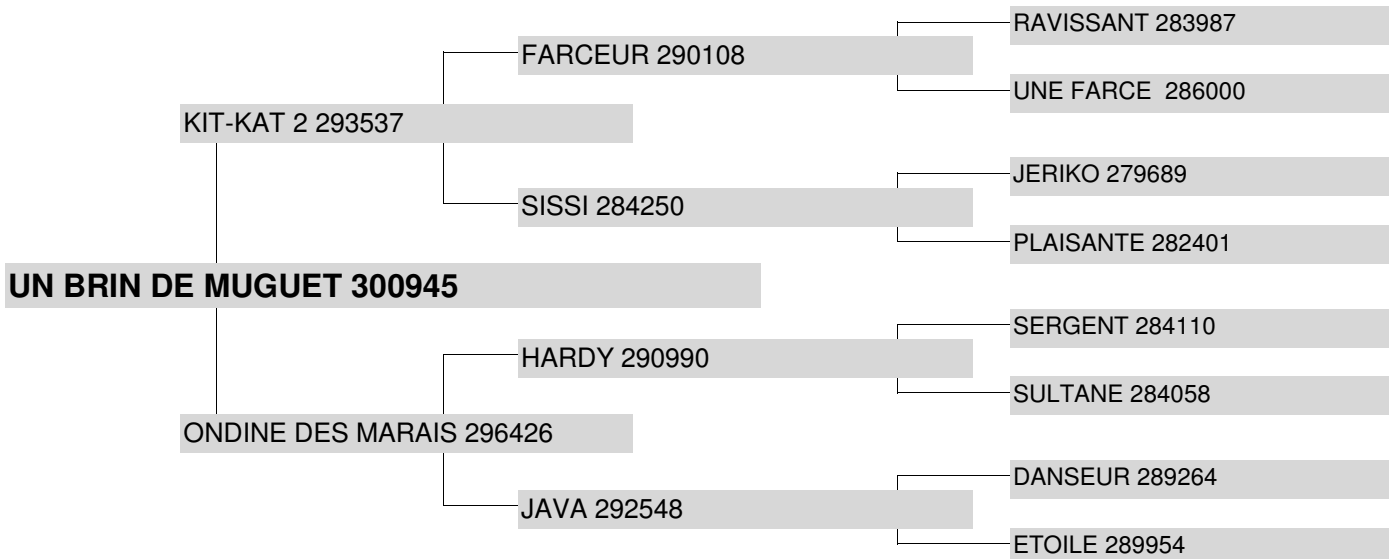 RAVISSANT 283987
FARCEUR 290108
UNE FARCE  286000
KIT-KAT 2 293537
JERIKO 279689
SISSI 284250
PLAISANTE 282401
UN BRIN DE MUGUET 300945
SERGENT 284110
HARDY 290990
SULTANE 284058
ONDINE DES MARAIS 296426
DANSEUR 289264
JAVA 292548
ETOILE 289954